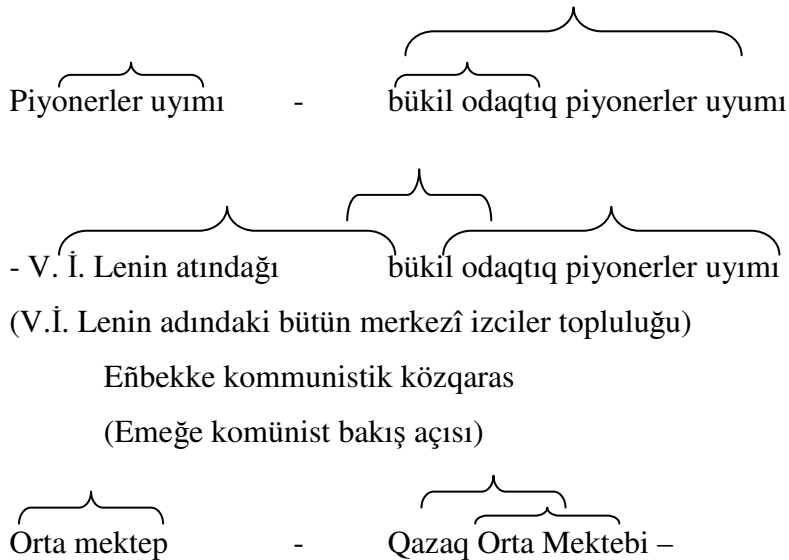 Piyonerler uyımı - bükil odaqtıq piyonerler uyumı
- V. İ. Lenin atındağı bükil odaqtıq piyonerler uyımı
(V.İ. Lenin adındaki bütün merkezî izciler topluluğu)
Eñbekke kommunistik közqaras
(Emeğe komünist bakış açısı)
Orta mektep - Qazaq Orta Mektebi –